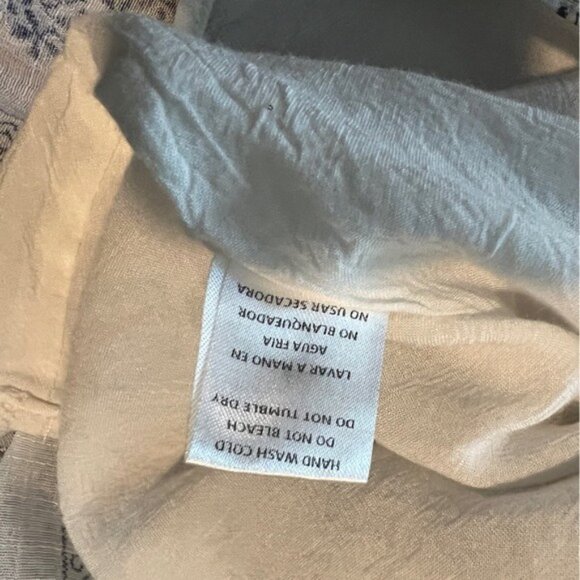 HAND WASH COLD
DO NOT BLEACH
DO NOT TUMBLE DRY
LAVAR A MANO EN
AGUA FRIA
NO BLANQUEADOR
NO USAR SECADORA